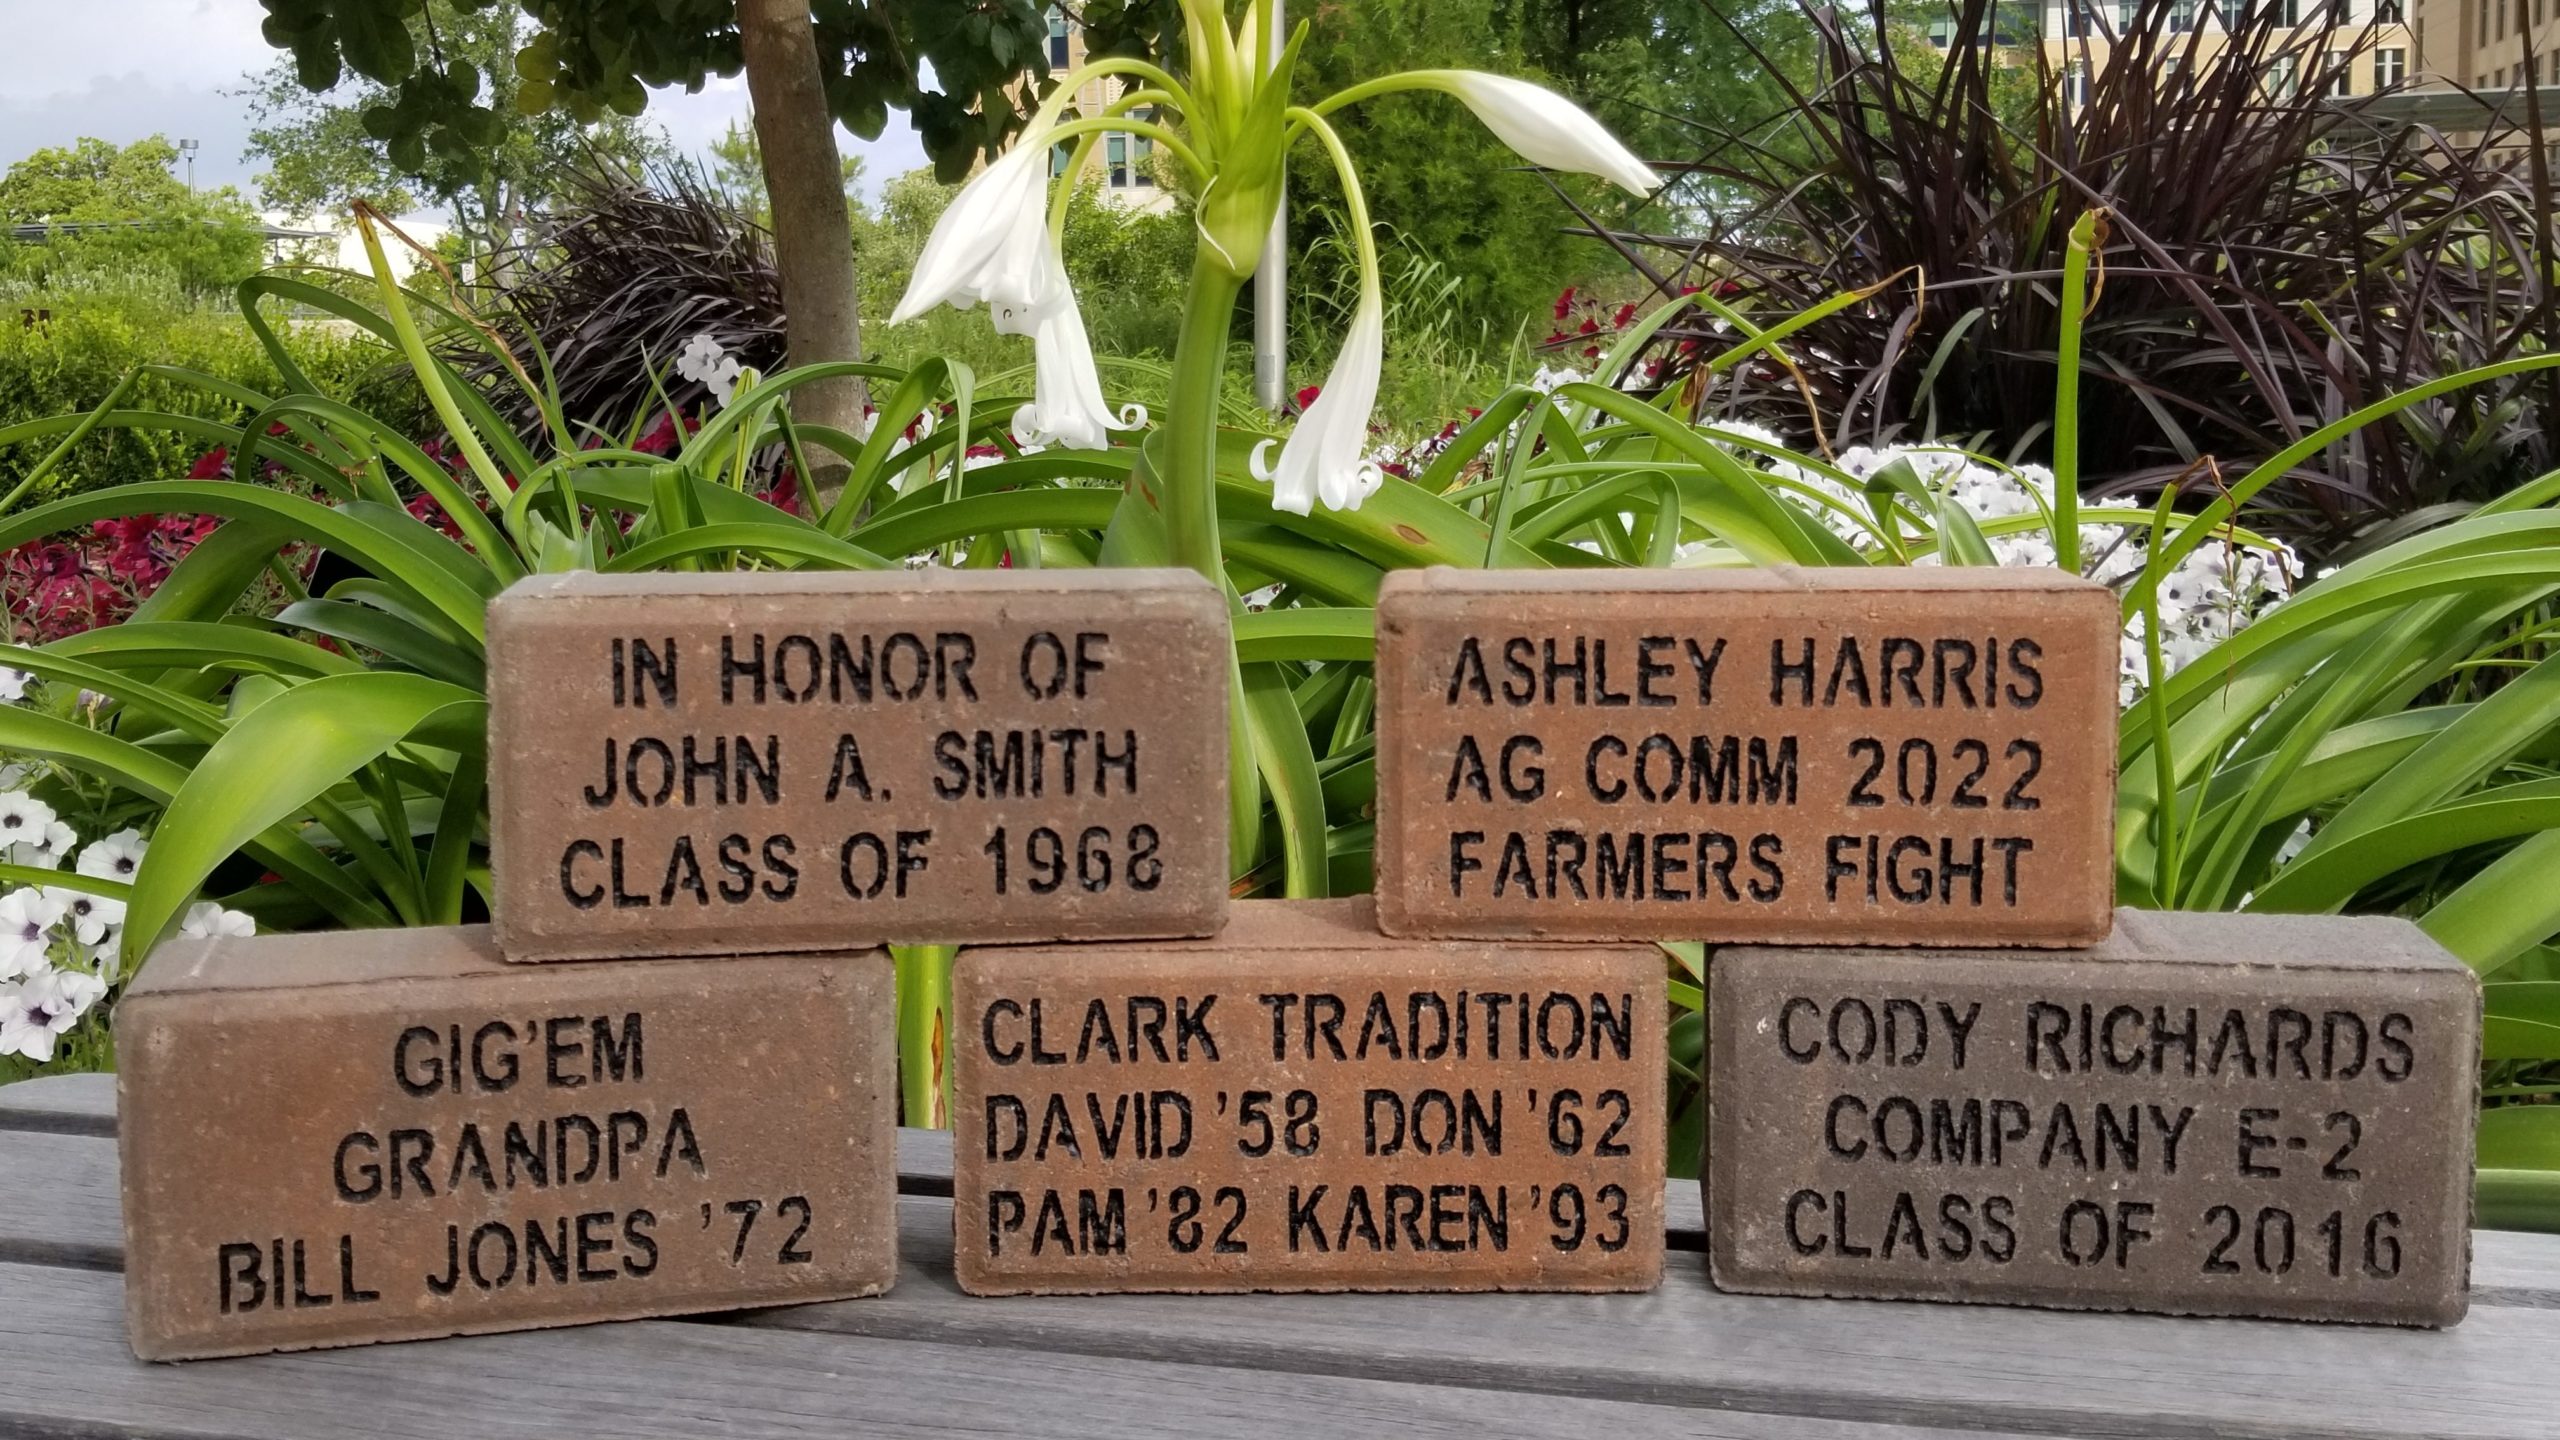 IN HONOR OF
JOHN A. SMITH
CLASS OF 1968
ASHLEY HARRIS
AG COMM 2022
FARMERS FIGHT
GIG'EM
GRANDPA
BILL JONES '72
CLARK TRADITION
DAVID '58 DON '62
PAM '82 KAREN '93
CODY RICHARDS
COMPANY E-2
CLASS OF 2016